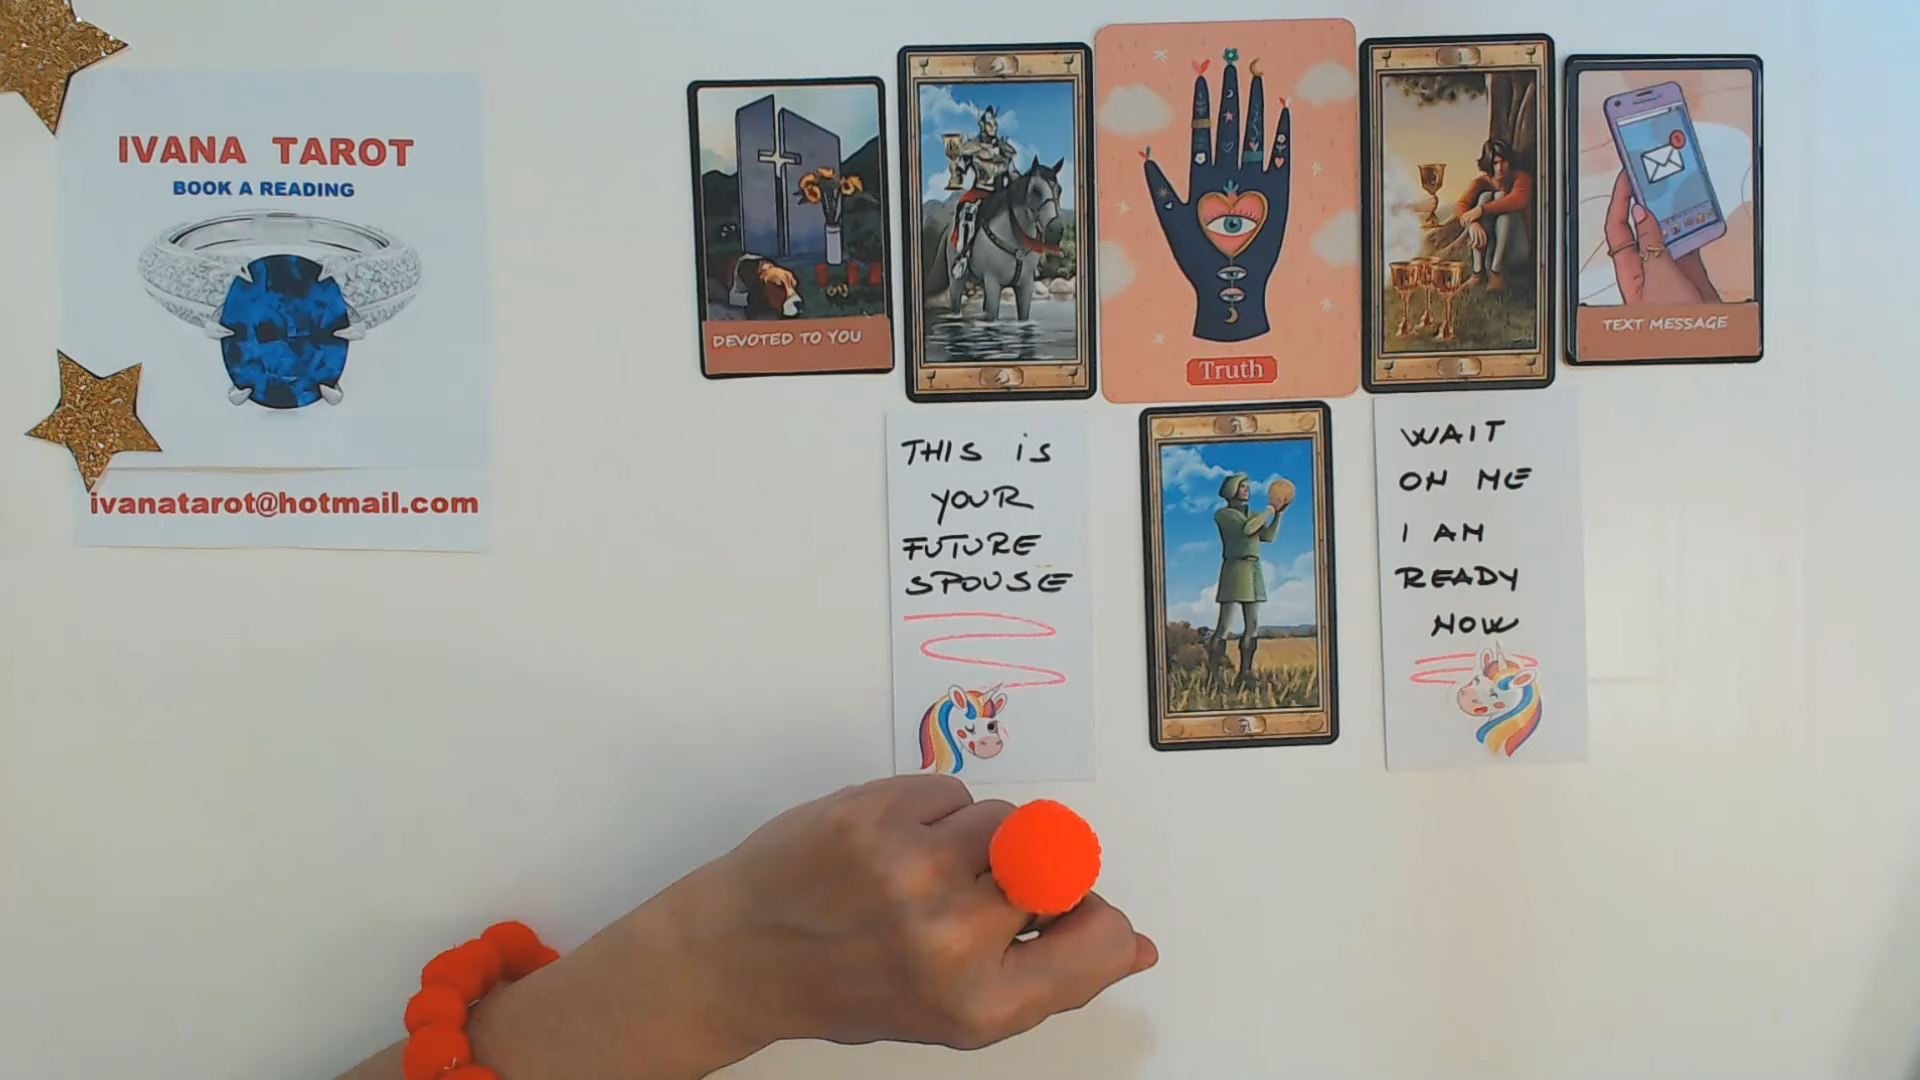 IVANA TAROT
BOOK A READING
ivanatarot@hotmail.com
DEVOTED TO YOU
Truth
TEXT MESSAGE
THIS iS
YOUR
FUTURE
SPOUSE
WAIT
ON ME
I AM
READY
NOW